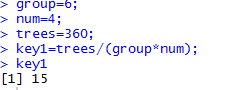 > group=6;
> num=4;
> trees=360;
> key1=trees/(group*num);
> key1
[1] 15